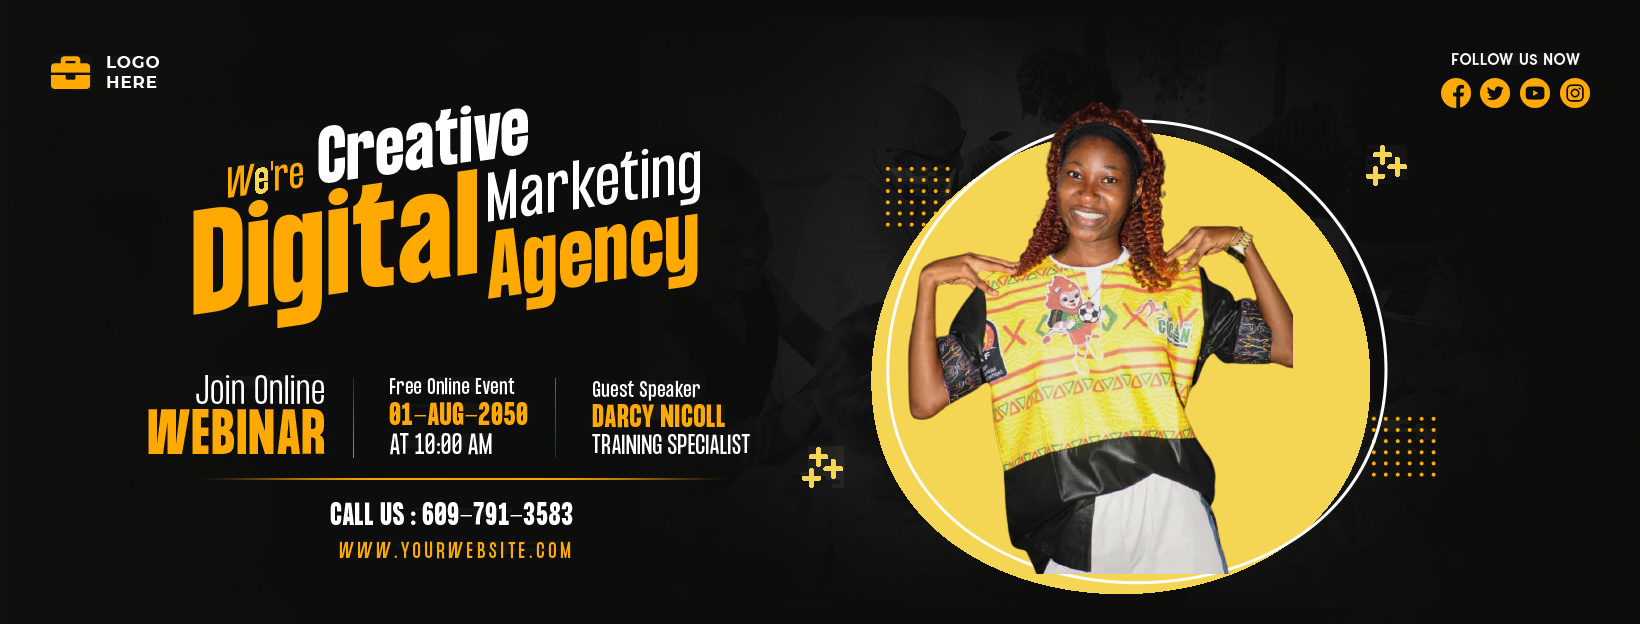 LOGO
HERE
FOLLOW US NOW
We're Creative
Digital Marketing
Agency
Join Online
WEBINAR
Free Online Event
01-AUG-2050
AT 10:00 AM
Guest Speaker
DARCY NICOLL
TRAINING SPECIALIST
CALL US : 609-791-3583
WWW.YOURWEBSITE.COM